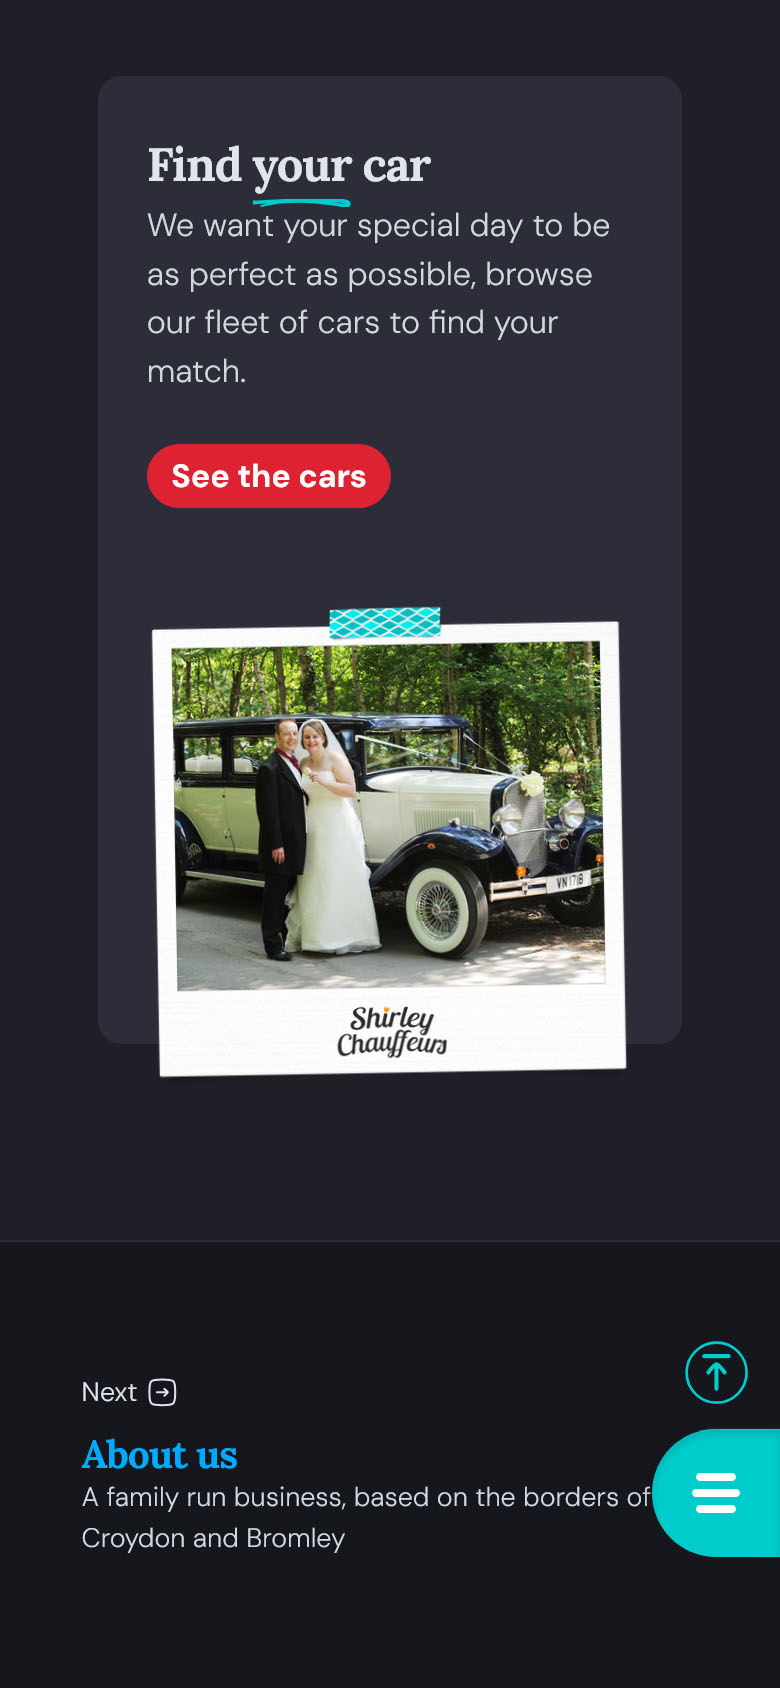 Find your car
We want your special day to be
as perfect as possible, browse
our fleet of cars to find your
match.
See the cars
VN 1718
Shirley
Chauffeurs
Next
About us
A family run business, based on the borders of
Croydon and Bromley